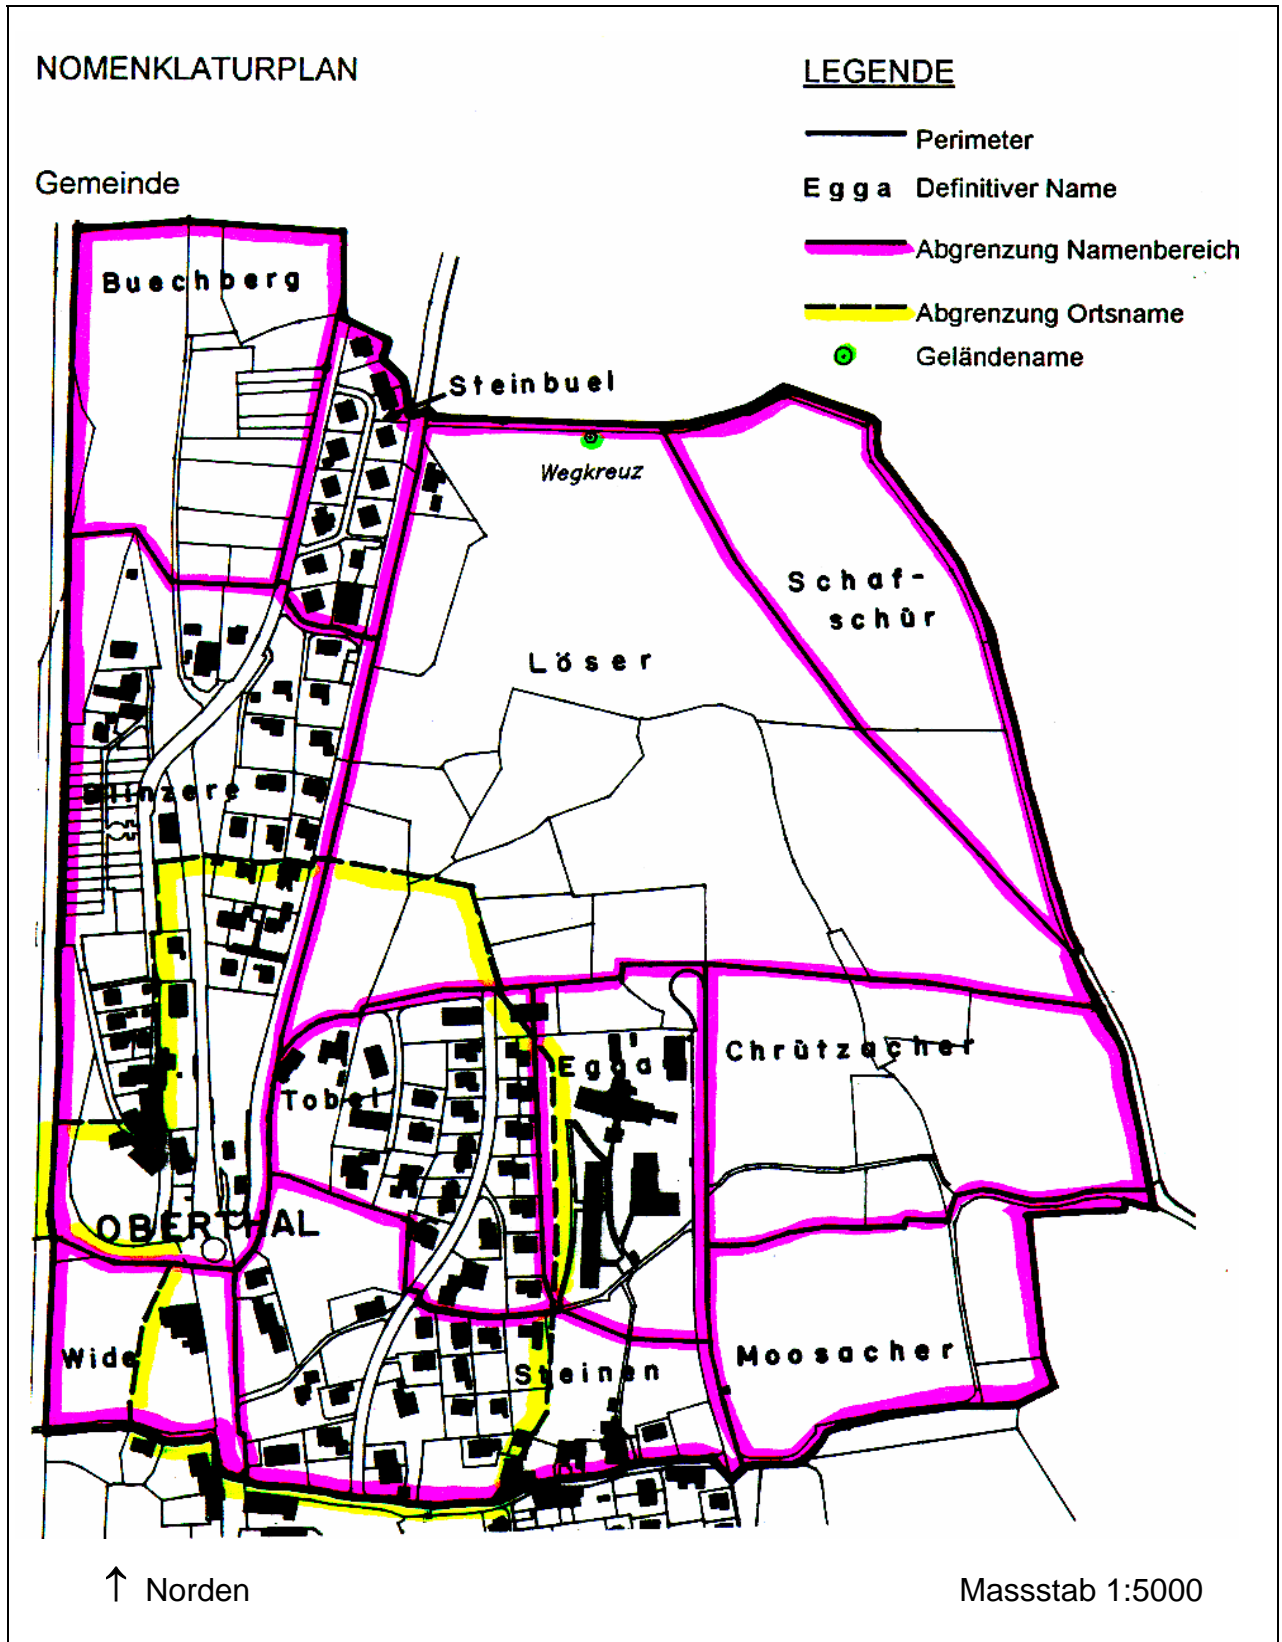 NOMENKLATURPLAN
LEGENDE
Perimeter
Gemeinde
Egga Definitiver Name
Abgrenzung Namenbereich
Abgrenzung Ortsname
Geländename
Buechberg
Steinbuel
Wegkreuz
Schaf-
schür
Löser
Blinzere
Egga
Chrützacher
Tobel
OBERTHAL
Wide
Steinen
Moosacher
↑ Norden
Massstab 1:5000